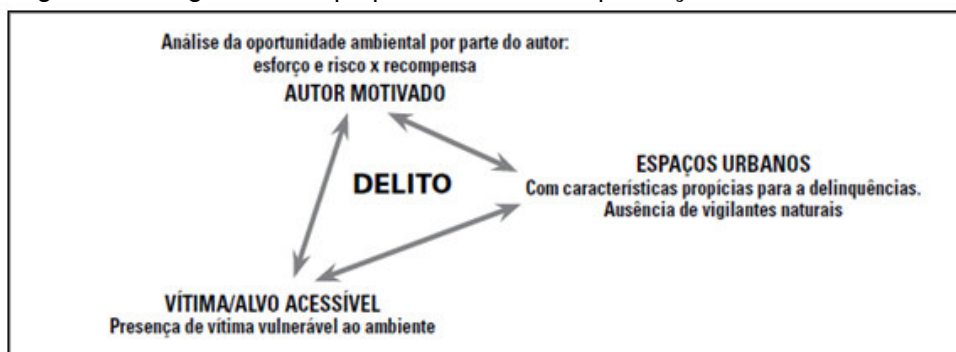 Análise da oportunidade ambiental por parte do autor:
esforço e risco x recompensa
AUTOR MOTIVADO
DELITO
ESPAÇOS URBANOS
Com características propícias para a delinquências.
Ausência de vigilantes naturais
VÍTIMA/ALVO ACESSÍVEL
Presença de vítima vulnerável ao ambiente